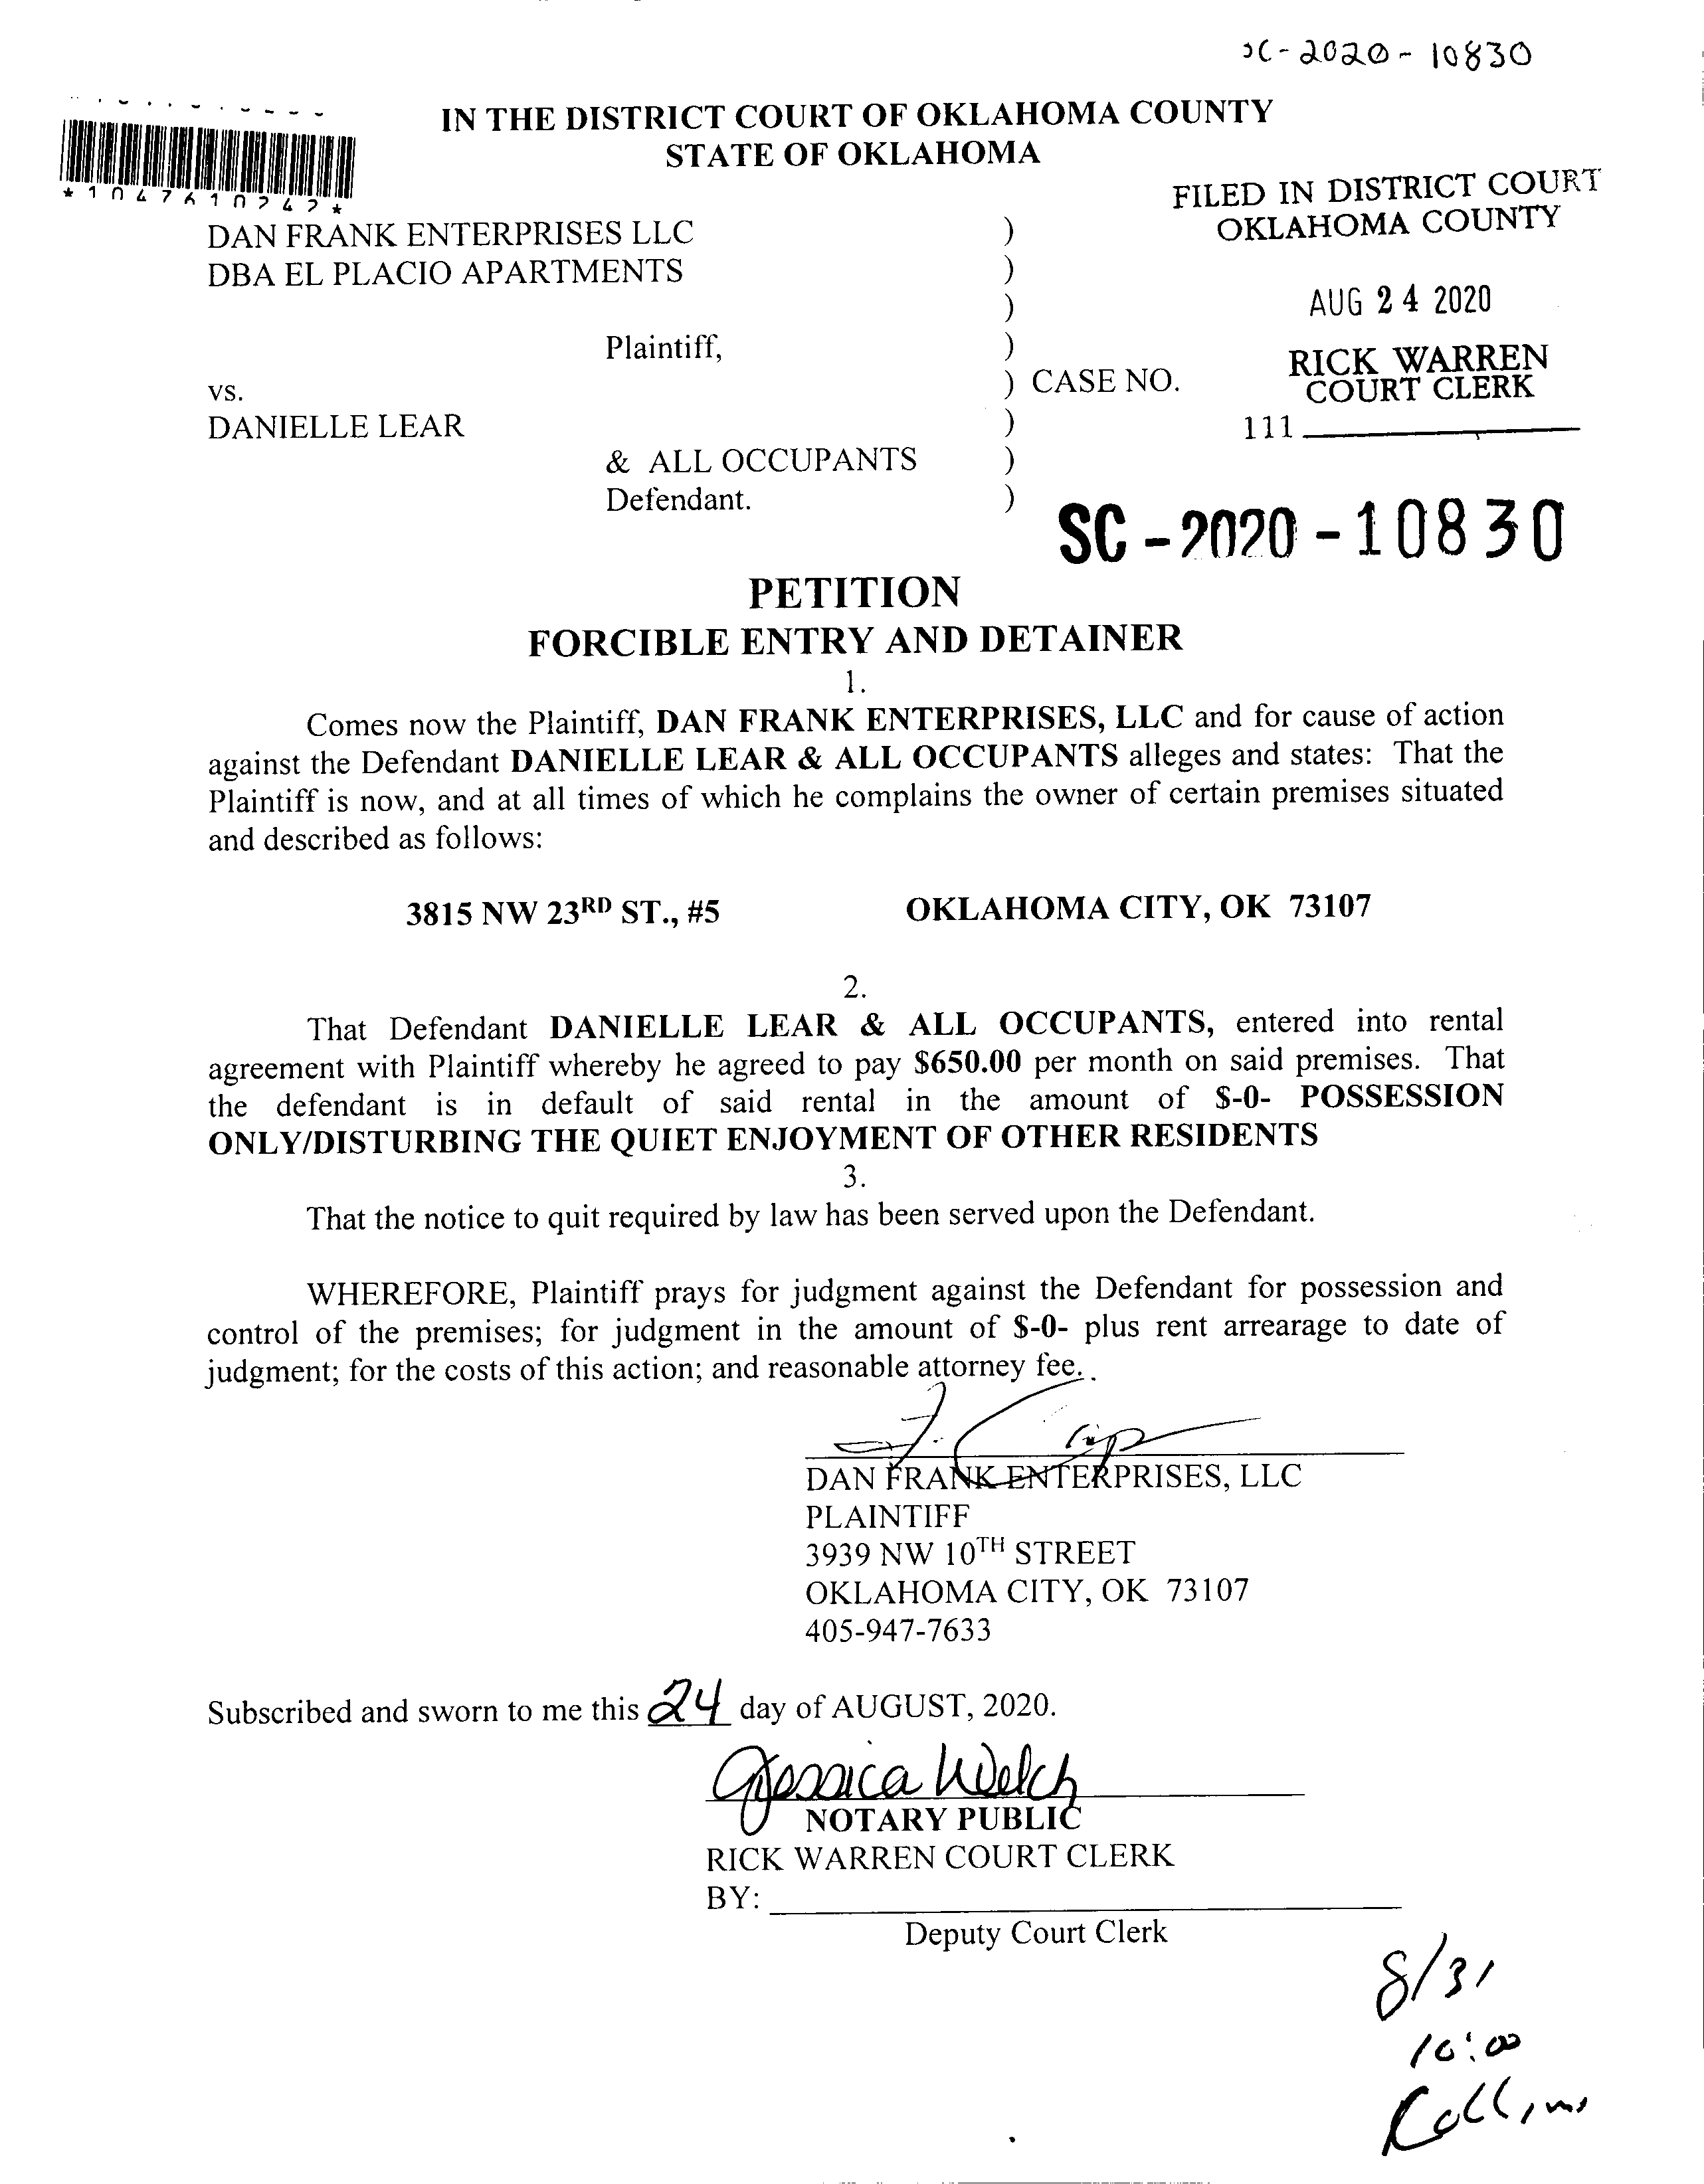 SC-2020-10830
IN THE DISTRICT COURT OF OKLAHOMA COUNTY
STATE OF OKLAHOMA
FILED IN DISTRICT COURT
OKLAHOMA COUNTY
DAN FRANK ENTERPRISES LLC )
DBA EL PLACIO APARTMENTS )
)
AUG 24 2020
Plaintiff, )
RICK WARREN
COURT CLERK
vs. ) CASE NO.
DANIELLE LEAR )
111
& ALL OCCUPANTS )
Defendant. )
SC-2020-10830
PETITION
FORCIBLE ENTRY AND DETAINER
1.
Comes now the Plaintiff, DAN FRANK ENTERPRISES, LLC and for cause of action
against the Defendant DANIELLE LEAR & ALL OCCUPANTS alleges and states: That the
Plaintiff is now, and at all times of which he complains the owner of certain premises situated
and described as follows:
3815 NW 23RD ST., #5 OKLAHOMA CITY, OK 73107
2.
That Defendant DANIELLE LEAR & ALL OCCUPANTS, entered into rental
agreement with Plaintiff whereby he agreed to pay $650.00 per month on said premises. That
the defendant is in default of said rental in the amount of $-0- POSSESSION
ONLY/DISTURBING THE QUIET ENJOYMENT OF OTHER RESIDENTS
3.
That the notice to quit required by law has been served upon the Defendant.
WHEREFORE, Plaintiff prays for judgment against the Defendant for possession and
control of the premises; for judgment in the amount of $-0- plus rent arrearage to date of
judgment; for the costs of this action; and reasonable attorney fee.
DAN FRANK ENTERPRISES, LLC
PLAINTIFF
3939 NW 10TH STREET
OKLAHOMA CITY, OK 73107
405-947-7633
Subscribed and sworn to me this 24 day of AUGUST, 2020.
Jessica Welch
NOTARY PUBLIC
RICK WARREN COURT CLERK
BY:
Deputy Court Clerk
8/31
10:00
Collins